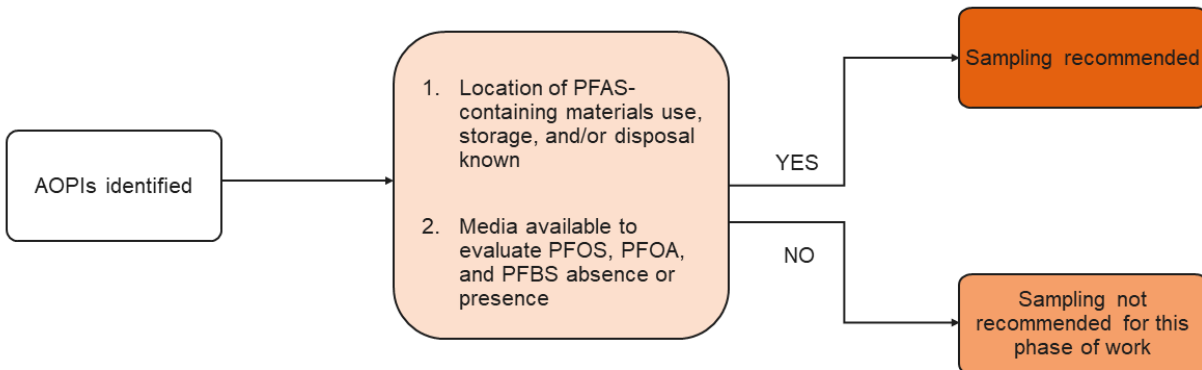 AOPIs identified
1. Location of PFAS-
containing materials use,
storage, and/or disposal
known
2. Media available to
evaluate PFOS, PFOA,
and PFBS absence or
presence
YES
NO
Sampling recommended
Sampling not
recommended for this
phase of work